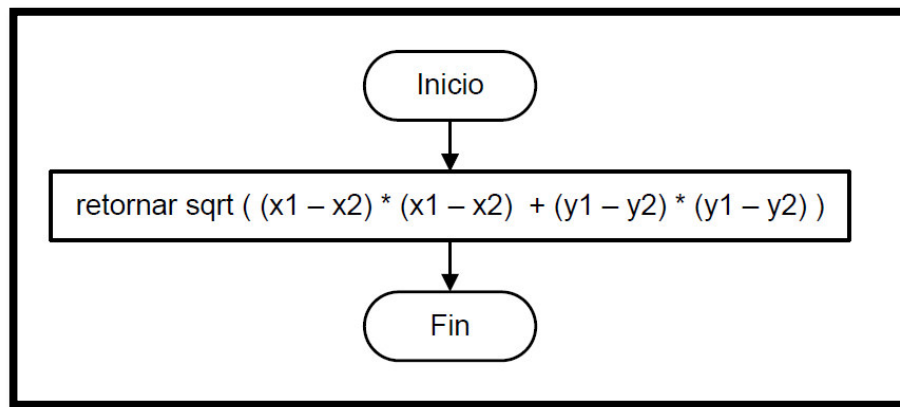 Inicio
retornar sqrt ( (x1 – x2) * (x1 – x2)  + (y1 – y2) * (y1 – y2) )
Fin